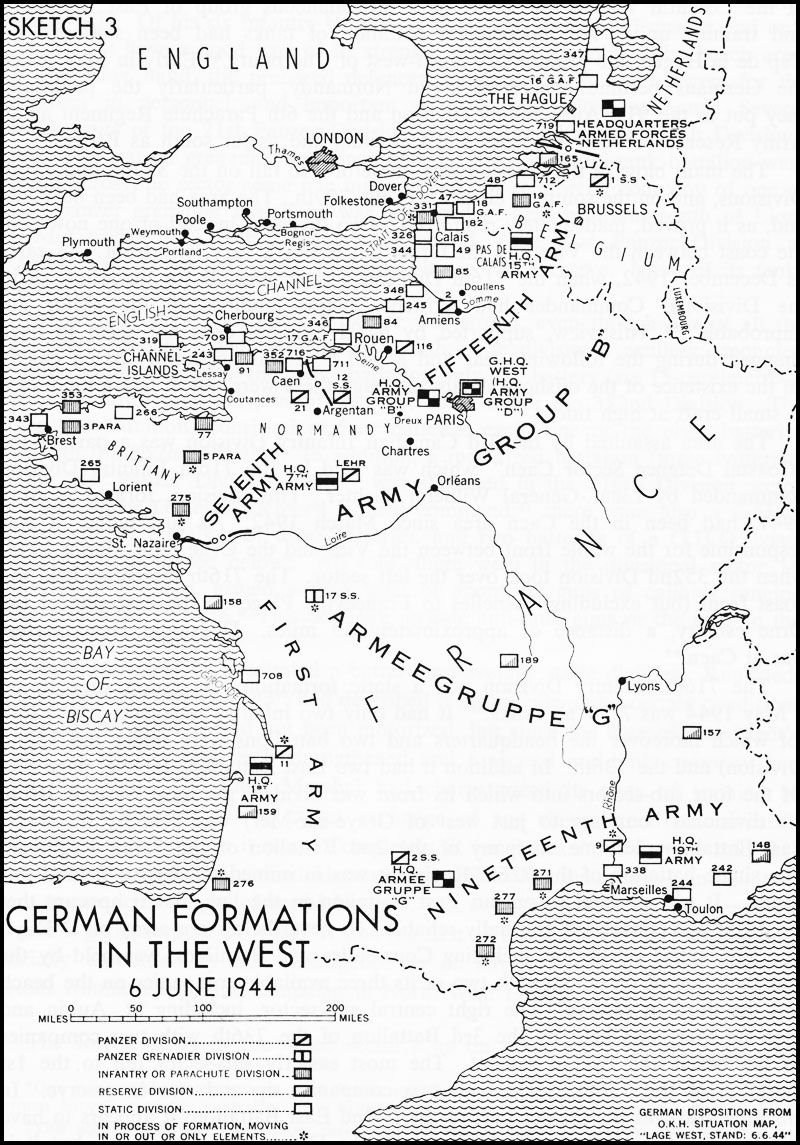 SKETCH 3
ENGLAND
NETHERLANDS
347
16 G.A.F.
THE HAGUE
719
HEADQUARTERS
ARMED FORCES
NETHERLANDS
165
1 S.S.
LONDON
Thames
Dover
Folkestone
STRAIT OF DOVER
48
712
19
G.A.F.
BRUSSELS
BELGIUM
LUXEMBOURG
Southampton
Portsmouth
Poole
Bognor
Regis
Weymouth
Portland
Plymouth
331
47
18
G.A.F.
182
326
Calais
344
49
PAS DE
CALAIS
H.Q.
15TH
ARMY
85
ENGLISH
CHANNEL
348
245
Doullens
2
Somme
Amiens
Cherbourg
319
709
CHANNEL
ISLANDS
243
91
Lessay
Coutances
346
84
17 G.A.F.
Rouen
116
Seine
352
716
711
Caen
12
S.S.
21
Argentan
NORMANDY
H.Q.
ARMY
GROUP
"B"
FIFTEENTH
ARMY
G.H.Q.
WEST
(H.Q.
ARMY
GROUP
"D")
Dreux
PARIS
Chartres
353
343
3 PARA
266
77
Brest
BRITTANY
5 PARA
265
Lorient
275
St. Nazaire
SEVENTH
ARMY
H.Q.
7TH
ARMY
LEHR
ARMY GROUP "B"
Orléans
Loire
FRANCE
17 S.S.
158
BAY
OF
BISCAY
FIRST
ARMY
ARMEEGRUPPE "G"
189
Lyons
708
157
11
H.Q.
1ST
ARMY
159
Rhône
NINETEENTH ARMY
9
H.Q.
19TH
ARMY
148
2 S.S.
H.Q.
ARMEE
GRUPPE
"G"
338
242
271
Marseilles
244
Toulon
276
277
272
GERMAN FORMATIONS
IN THE WEST
6 JUNE 1944
MILES 0 50 100 200 MILES
PANZER DIVISION
PANZER GRENADIER DIVISION
INFANTRY OR PARACHUTE DIVISION
RESERVE DIVISION
STATIC DIVISION
IN PROCESS OF FORMATION, MOVING
IN OR OUT OR ONLY ELEMENTS
GERMAN DISPOSITIONS FROM
O.K.H. SITUATION MAP,
"LAGE WEST, STAND: 6.6.44"